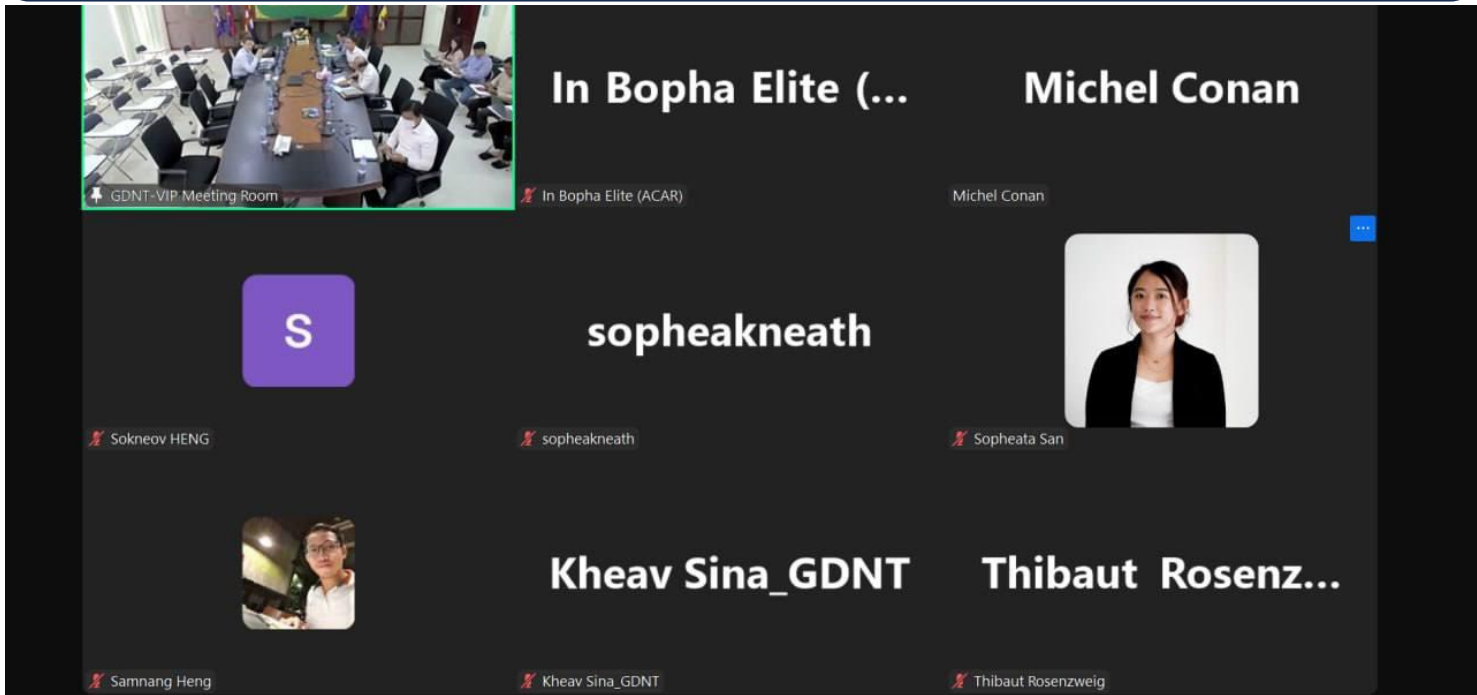 In Bopha Elite (...
Michel Conan
GDNT-VIP Meeting Room
In Bopha Elite (ACAR)
Michel Conan
S
sopheakneath
Sokneov HENG
sopheakneath
Sopheata San
Kheav Sina_GDNT
Thibaut Rosenz...
Samnang Heng
Kheav Sina_GDNT
Thibaut Rosenzweig